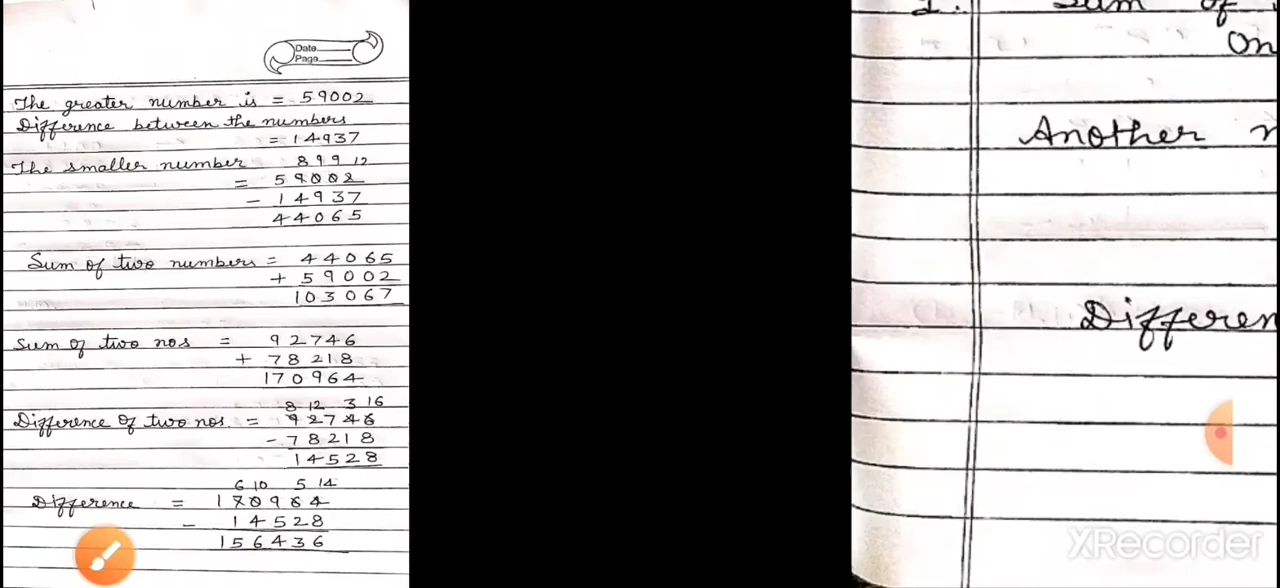 Date
Page
The greater number is = 59002
Difference between the numbers
= 14937
The smaller number 8 9 9 12
= 59002
- 14937
44065
Sum of two numbers = 44065
+ 59002
103067
Sum of two nos = 92746
+ 78218
170964
8 12 3 16
Difference of two nos. = 92746
- 78218
14528
6 10 5 14
Difference = 170964
- 14528
156436
Sum of
On
Another
Differen
XRecorder